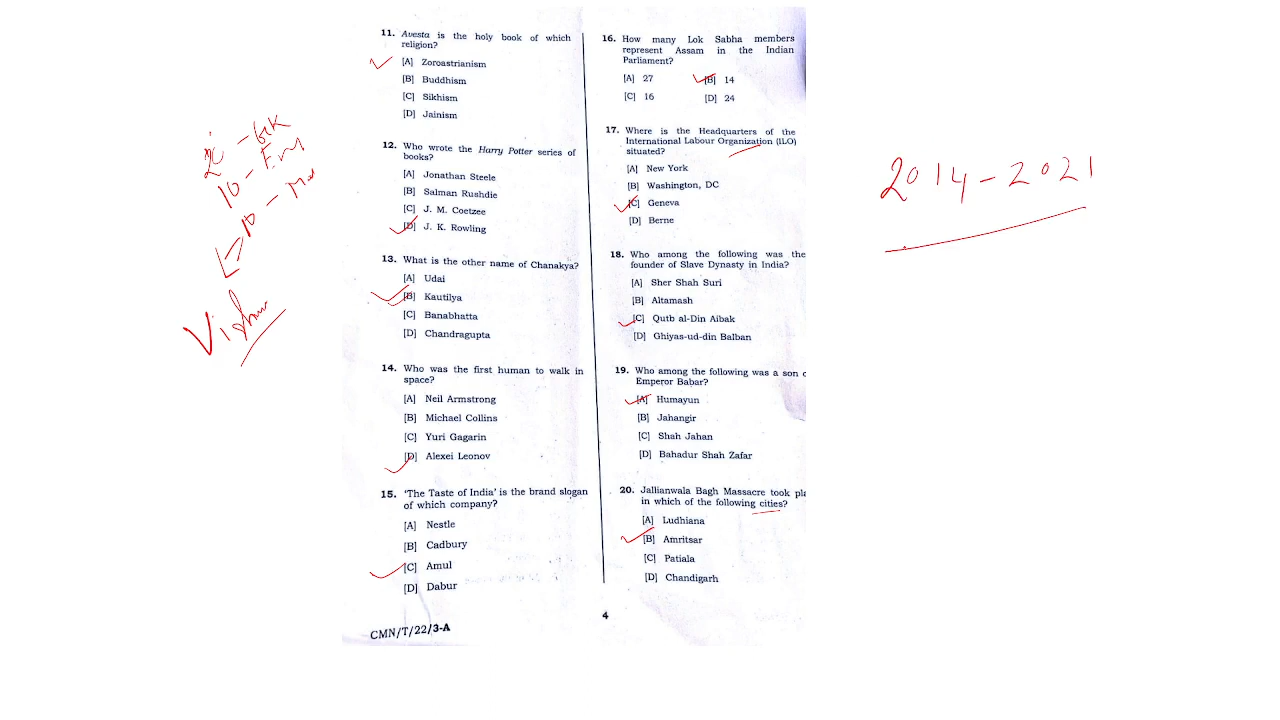 11. Avesta is the holy book of which
religion?
[A] Zoroastrianism
[B] Buddhism
[C] Sikhism
[D] Jainism
12. Who wrote the Harry Potter series of
books?
[A] Jonathan Steele
[B] Salman Rushdie
[C] J. M. Coetzee
[D] J. K. Rowling
13. What is the other name of Chanakya?
[A] Udai
[B] Kautilya
[C] Banabhatta
[D] Chandragupta
14. Who was the first human to walk in
space?
[A] Neil Armstrong
[B] Michael Collins
[C] Yuri Gagarin
[D] Alexei Leonov
15. 'The Taste of India' is the brand slogan
of which company?
[A] Nestle
[B] Cadbury
[C] Amul
[D] Dabur
CMN/T/22/3-A
16. How many Lok Sabha members
represent Assam in the Indian
Parliament?
[A] 27 [B] 14
[C] 16 [D] 24
17. Where is the Headquarters of the
International Labour Organization (ILO)
situated?
[A] New York
[B] Washington, DC
[C] Geneva
[D] Berne
18. Who among the following was the
founder of Slave Dynasty in India?
[A] Sher Shah Suri
[B] Altamash
[C] Qutb al-Din Aibak
[D] Ghiyas-ud-din Balban
19. Who among the following was a son
Emperor Babar?
[A] Humayun
[B] Jahangir
[C] Shah Jahan
[D] Bahadur Shah Zafar
20. Jallianwala Bagh Massacre took
in which of the following cities?
[A] Ludhiana
[B] Amritsar
[C] Patiala
[D] Chandigarh
4
10 -
10 -
2014-2021